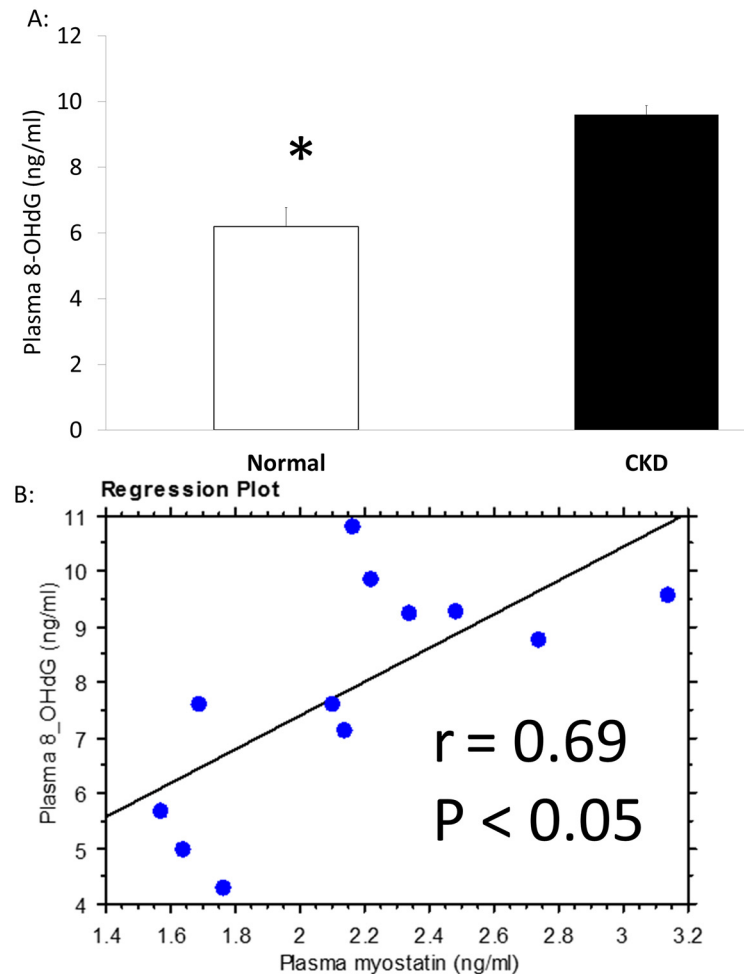 A:
12
10
8
6
4
2
0
Plasma 8-OHdG (ng/ml)
*
Normal CKD
B:
Regression Plot
11
10
9
8
7
6
5
4
Plasma 8_OHdG (ng/ml)
r = 0.69
P < 0.05
1.4 1.6 1.8 2 2.2 2.4 2.6 2.8 3 3.2
Plasma myostatin (ng/ml)